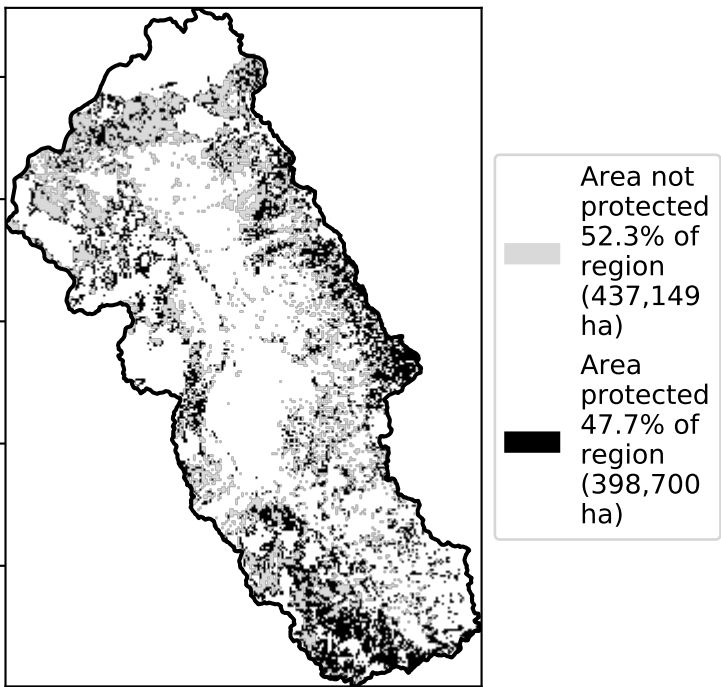 Area not
protected
52.3% of
region
(437,149
ha)
Area
protected
47.7% of
region
(398,700
ha)